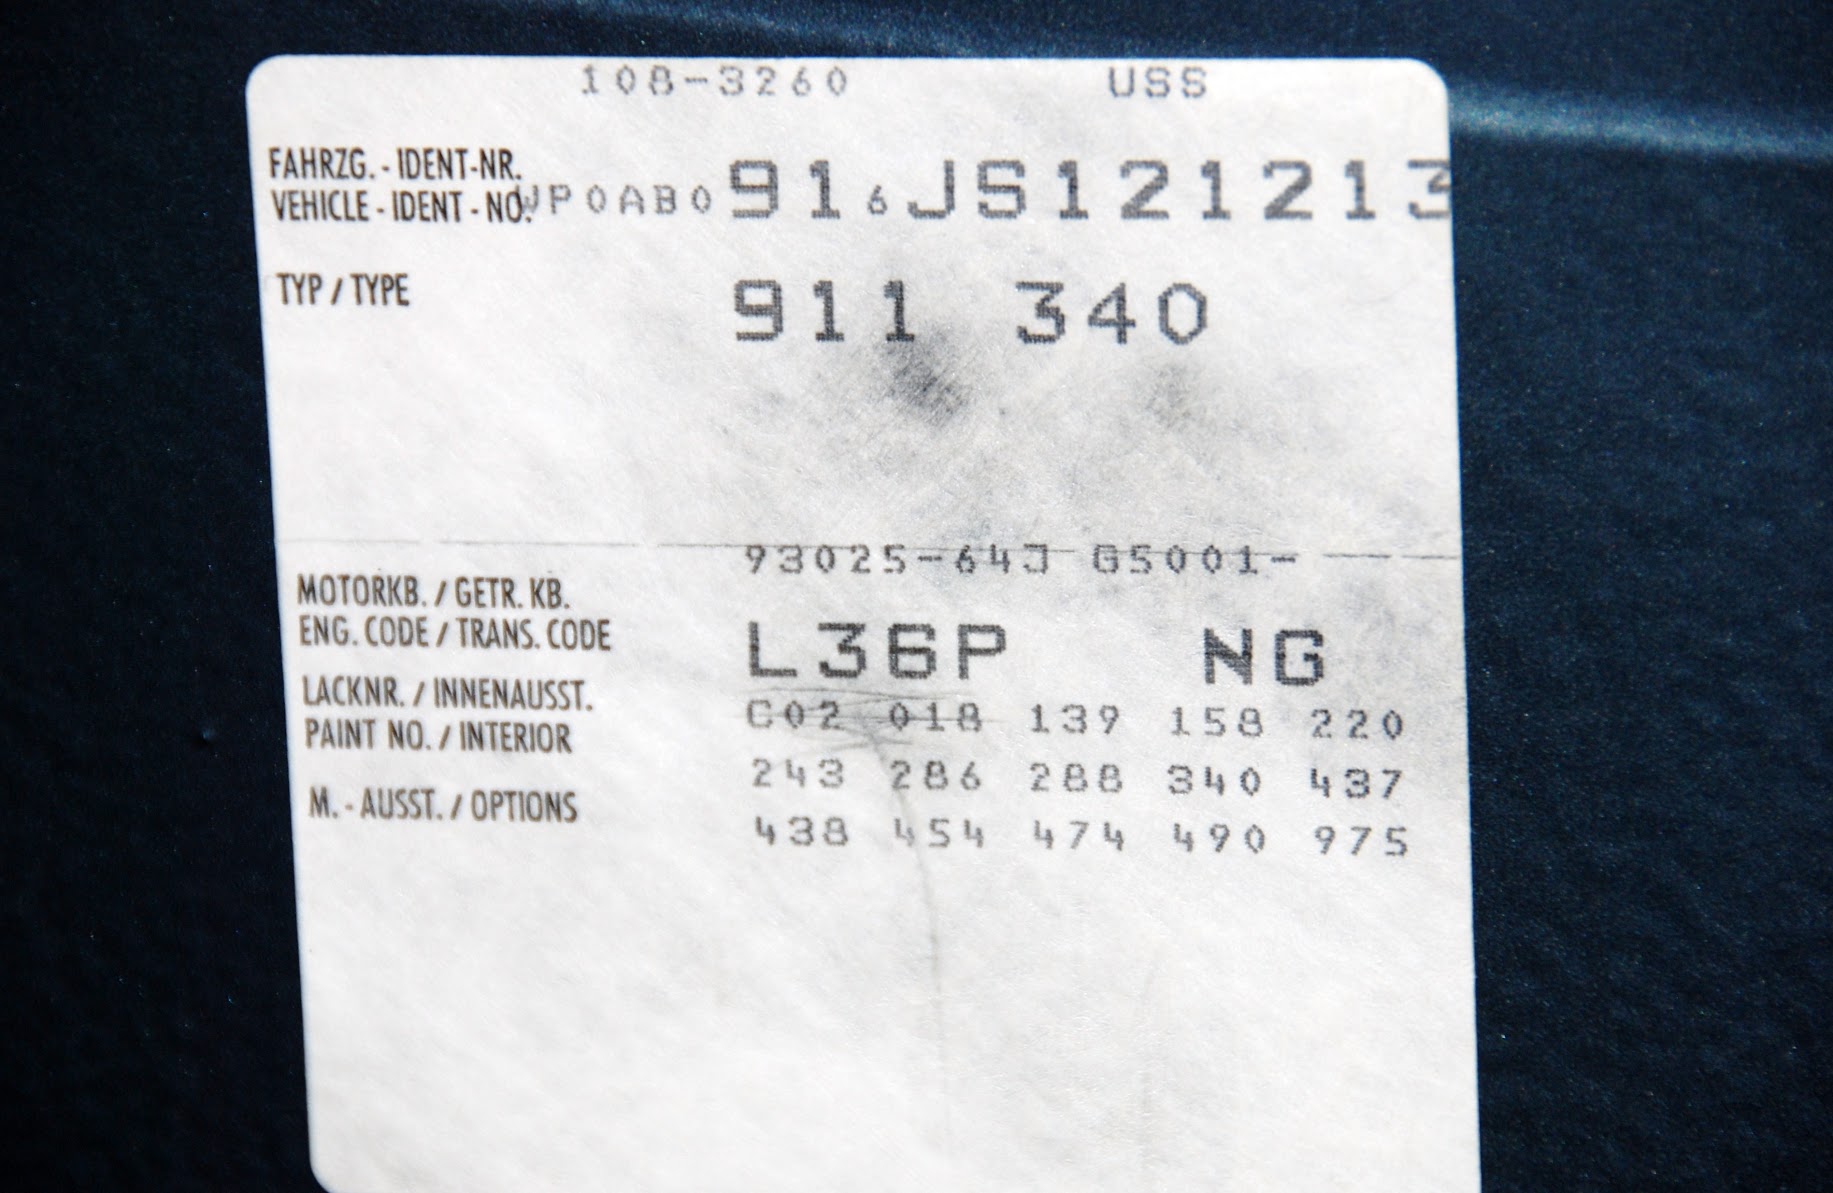 108-3260 USS
FAHRZG. - IDENT-NR.
VEHICLE - IDENT - NO. WP0AB0916JS121213
TYP / TYPE 911 340
93025-64J G5001-
MOTORKB. / GETR. KB.
ENG. CODE / TRANS. CODE L36P NG
LACKNR. / INNENAUSST.
PAINT NO. / INTERIOR C02 018 139 158 220
243 286 288 340 437
M. - AUSST. / OPTIONS 438 454 474 490 975